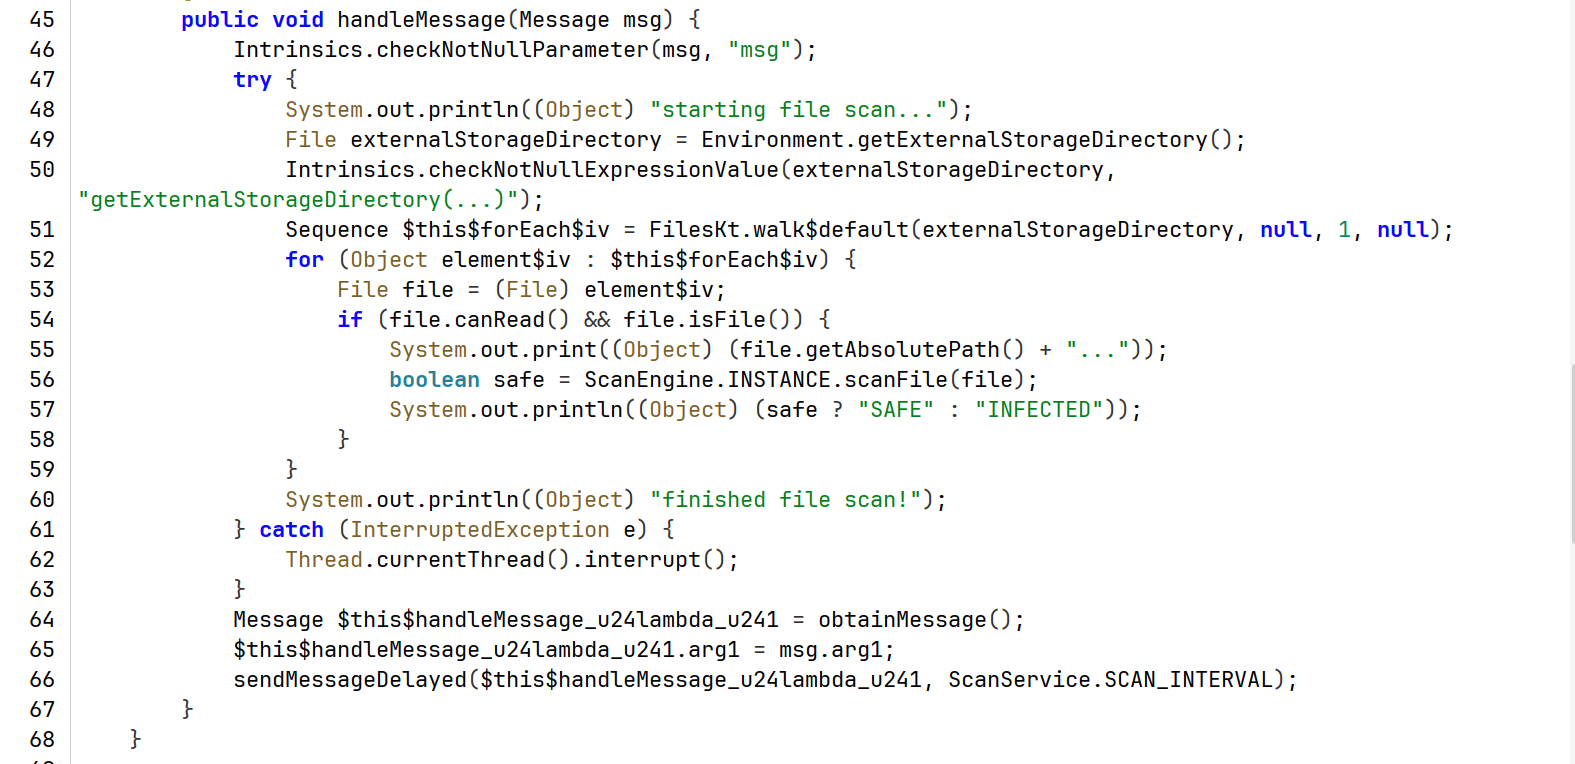 45 public void handleMessage(Message msg) {
46 Intrinsics.checkNotNullParameter(msg, "msg");
47 try {
48 System.out.println((Object) "starting file scan...");
49 File externalStorageDirectory = Environment.getExternalStorageDirectory();
50 Intrinsics.checkNotNullExpressionValue(externalStorageDirectory,
"getExternalStorageDirectory(...)");
51 Sequence $this$forEach$iv = FilesKt.walk$default(externalStorageDirectory, null, 1, null);
52 for (Object element$iv : $this$forEach$iv) {
53 File file = (File) element$iv;
54 if (file.canRead() && file.isFile()) {
55 System.out.print((Object) (file.getAbsolutePath() + "..."));
56 boolean safe = ScanEngine.INSTANCE.scanFile(file);
57 System.out.println((Object) (safe ? "SAFE" : "INFECTED"));
58 }
59 }
60 System.out.println((Object) "finished file scan!");
61 } catch (InterruptedException e) {
62 Thread.currentThread().interrupt();
63 }
64 Message $this$handleMessage_u24lambda_u241 = obtainMessage();
65 $this$handleMessage_u24lambda_u241.arg1 = msg.arg1;
66 sendMessageDelayed($this$handleMessage_u24lambda_u241, ScanService.SCAN_INTERVAL);
67 }
68 }